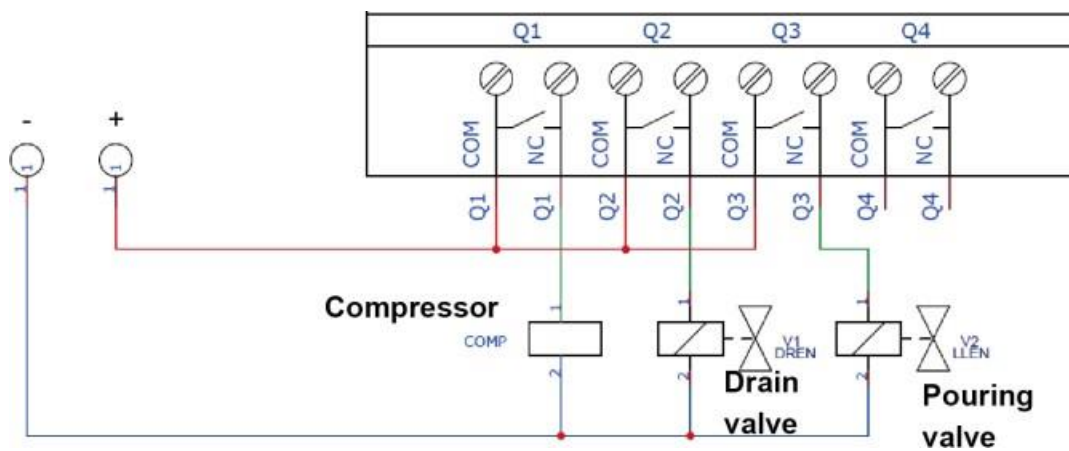 Q1 Q2 Q3 Q4
COM NC COM NC COM NC COM NC
- +
1 1
1 1
Q1 Q1 Q2 Q2 Q3 Q3 Q4 Q4
Compressor
1 1 1
COMP V1 V2
DREN LLEN
2 2 2
Drain Pouring
valve valve